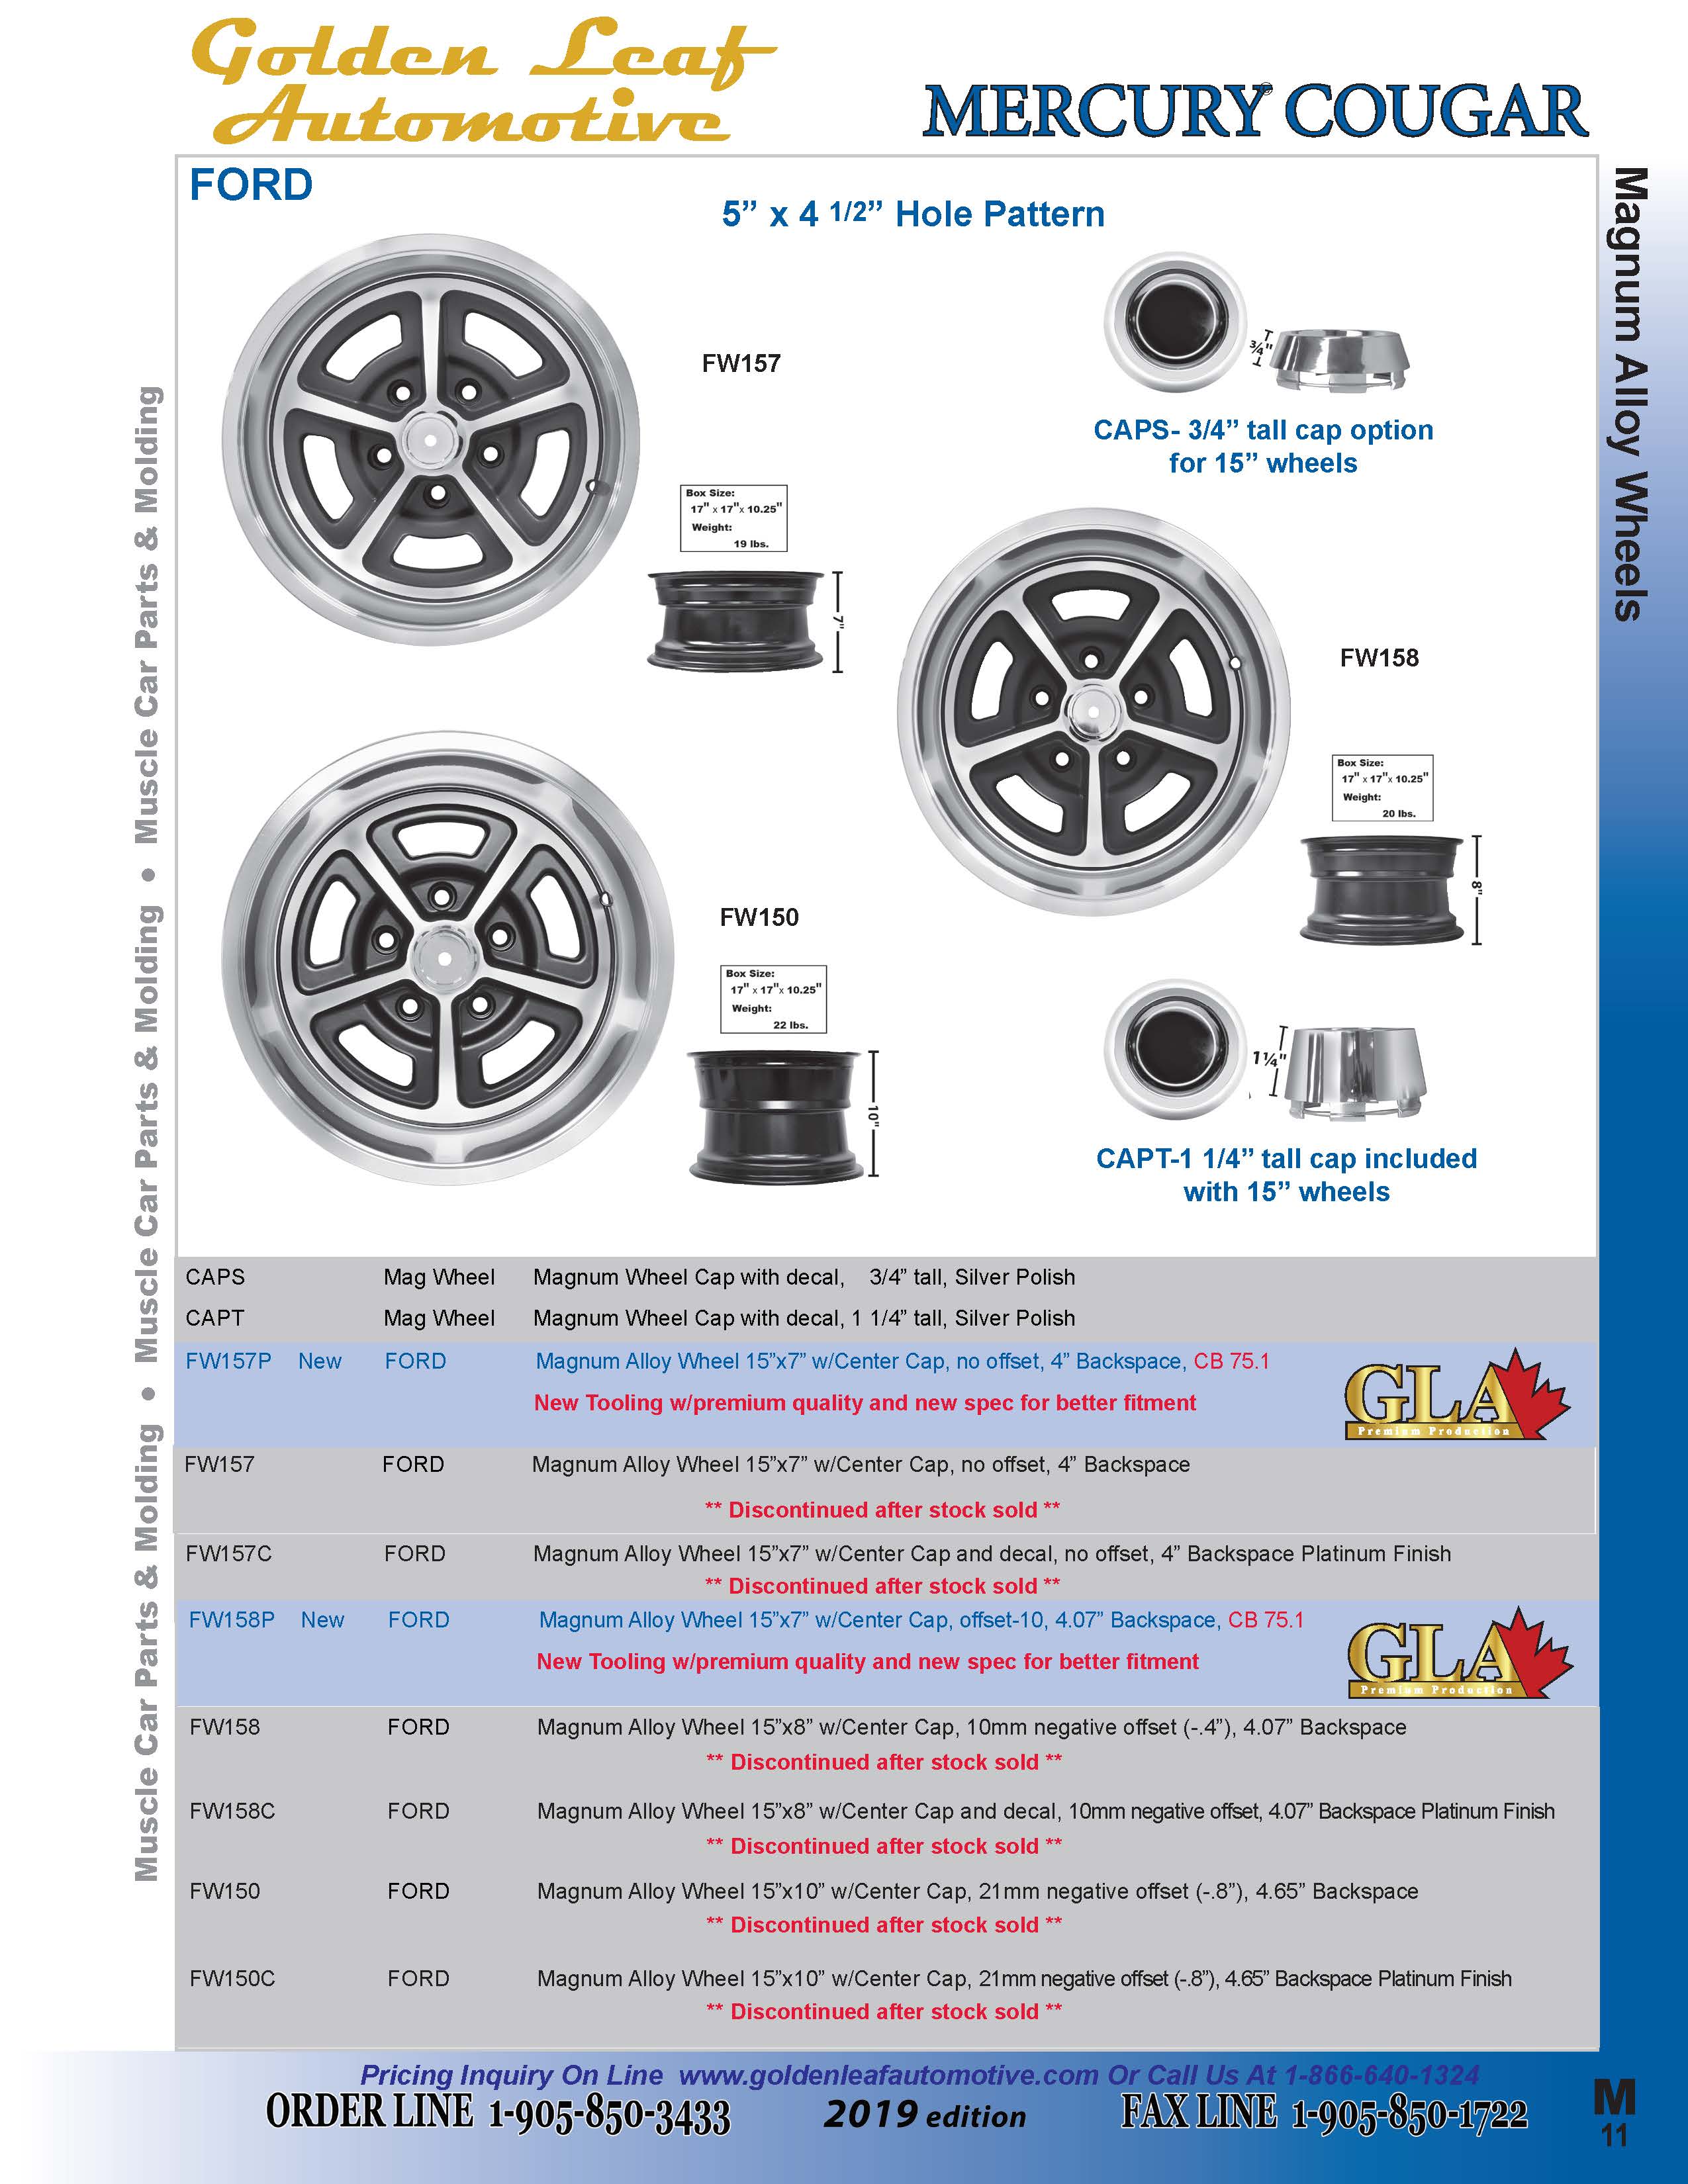 Golden Leaf
Automotive
MERCURY® COUGAR
FORD
5” x 4 1/2” Hole Pattern
FW157
3/4"
CAPS- 3/4” tall cap option
for 15” wheels
Box Size:
17" x 17"x 10.25"
Weight:
19 lbs.
7"
FW158
Box Size:
17" x 17"x 10.25"
Weight:
20 lbs.
8"
FW150
Box Size:
17" x 17"x 10.25"
Weight:
22 lbs.
10"
1¼"
CAPT-1 1/4” tall cap included
with 15” wheels
CAPS Mag Wheel Magnum Wheel Cap with decal, 3/4” tall, Silver Polish
CAPT Mag Wheel Magnum Wheel Cap with decal, 1 1/4” tall, Silver Polish
FW157P New FORD Magnum Alloy Wheel 15”x7” w/Center Cap, no offset, 4” Backspace, CB 75.1
New Tooling w/premium quality and new spec for better fitment
GLA
Premium Production
FW157 FORD Magnum Alloy Wheel 15”x7” w/Center Cap, no offset, 4” Backspace
** Discontinued after stock sold **
FW157C FORD Magnum Alloy Wheel 15”x7” w/Center Cap and decal, no offset, 4” Backspace Platinum Finish
** Discontinued after stock sold **
FW158P New FORD Magnum Alloy Wheel 15”x7” w/Center Cap, offset-10, 4.07” Backspace, CB 75.1
New Tooling w/premium quality and new spec for better fitment
GLA
Premium Production
FW158 FORD Magnum Alloy Wheel 15”x8” w/Center Cap, 10mm negative offset (-.4”), 4.07” Backspace
** Discontinued after stock sold **
FW158C FORD Magnum Alloy Wheel 15”x8” w/Center Cap and decal, 10mm negative offset, 4.07” Backspace Platinum Finish
** Discontinued after stock sold **
FW150 FORD Magnum Alloy Wheel 15”x10” w/Center Cap, 21mm negative offset (-.8”), 4.65” Backspace
** Discontinued after stock sold **
FW150C FORD Magnum Alloy Wheel 15”x10” w/Center Cap, 21mm negative offset (-.8”), 4.65” Backspace Platinum Finish
** Discontinued after stock sold **
Muscle Car Parts & Molding • Muscle Car Parts & Molding • Muscle Car Parts & Molding
Magnum Alloy Wheels
Pricing Inquiry On Line www.goldenleafautomotive.com Or Call Us At 1-866-640-1324
ORDER LINE 1-905-850-3433 2019 edition FAX LINE 1-905-850-1722
M
11